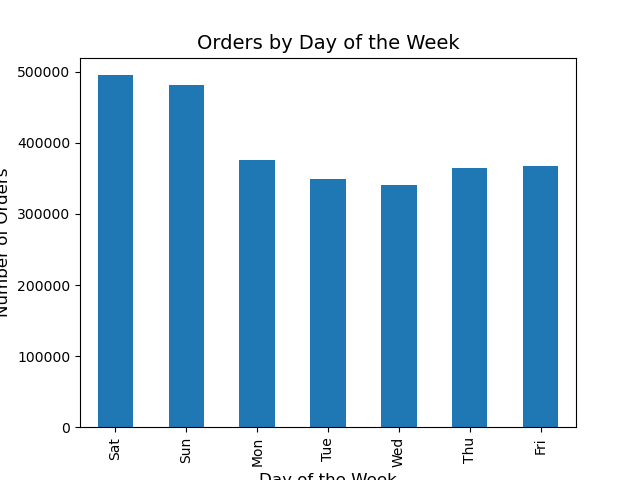 Orders by Day of the Week
500000
400000
300000
200000
100000
0
Number of Orders
Sat
Sun
Mon
Tue
Wed
Thu
Fri
Day of the Week